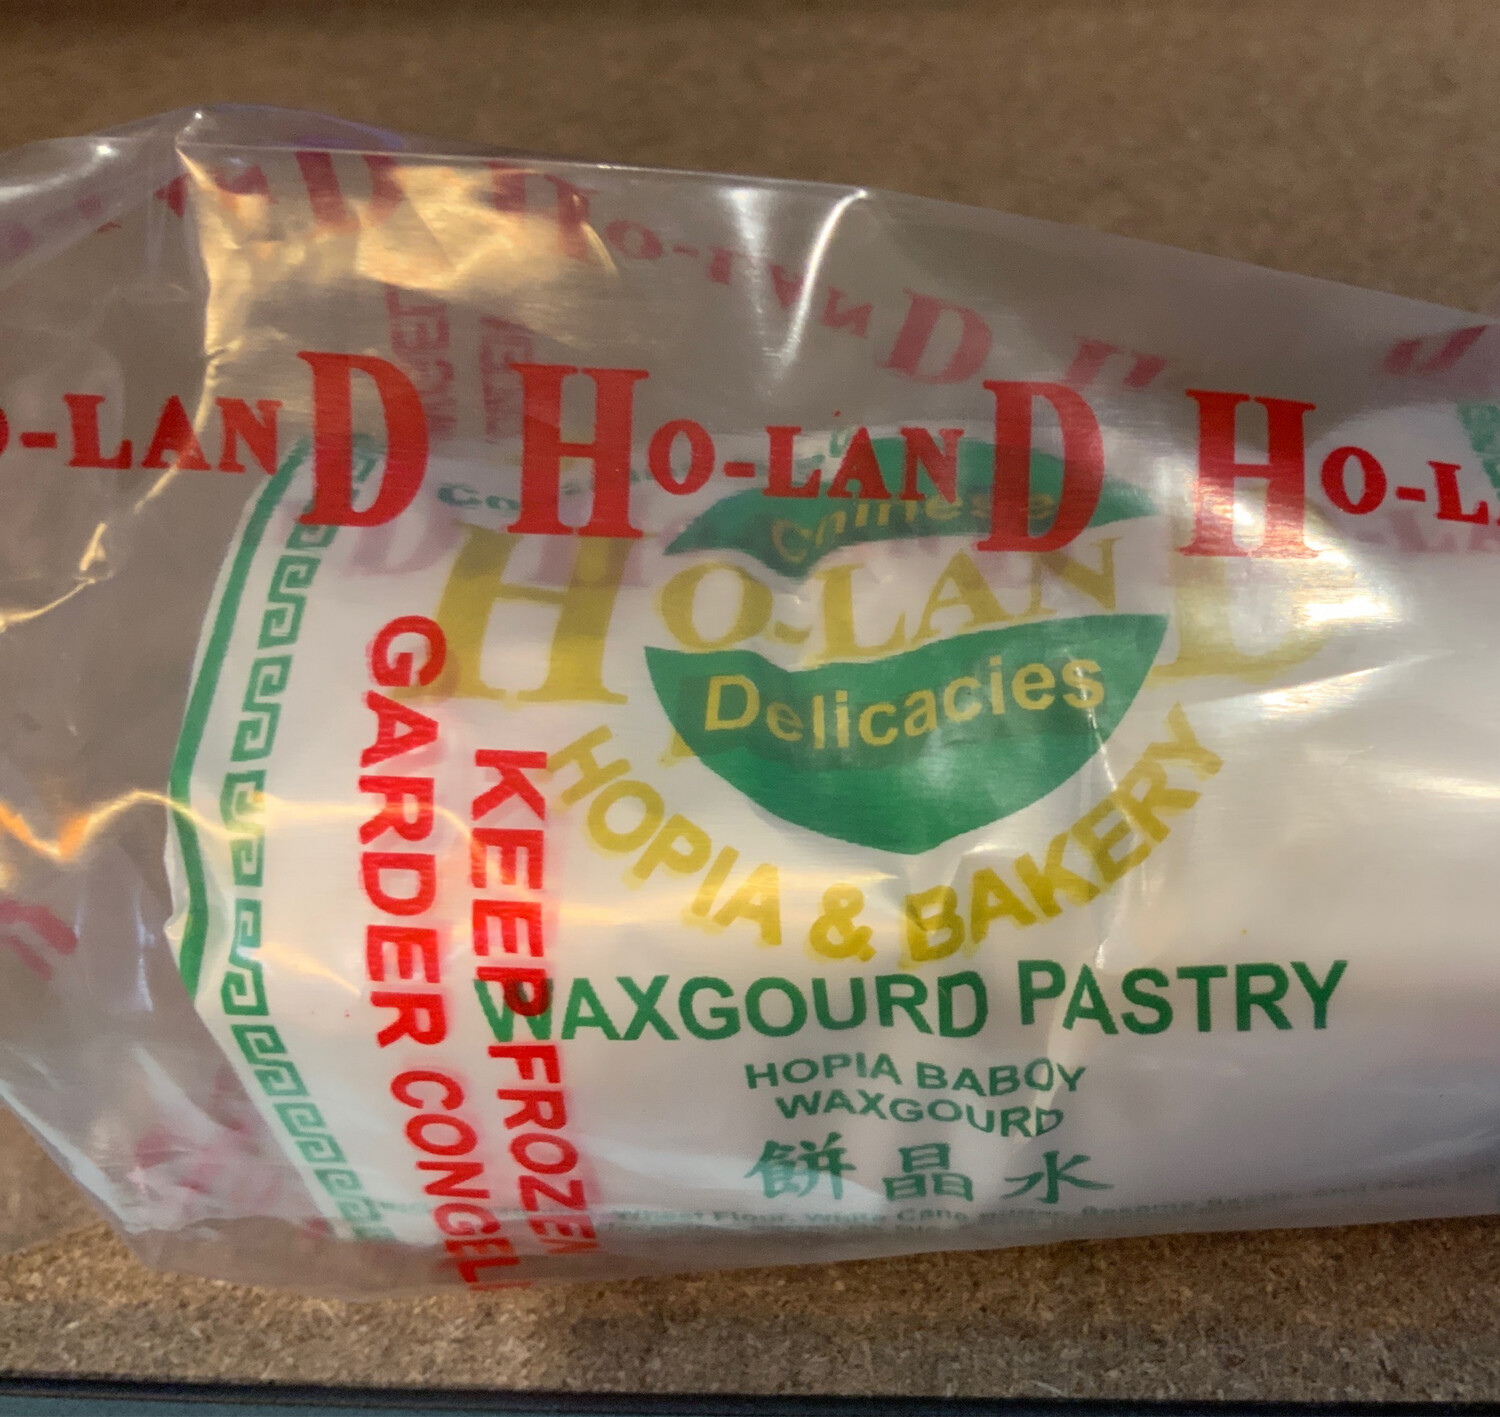 O-LAND HO-LAND HO-L
Chinese
HO-LAND
Delicacies
HOPIA & BAKERY
WAXGOURD PASTRY
HOPIA BABOY
WAXGOURD
餅晶水
KEEP FROZEN
GARDER CONGEL